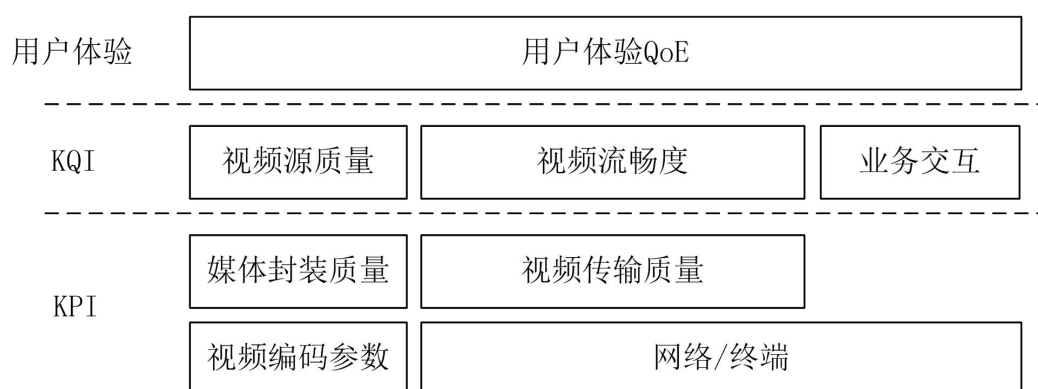 用户体验 用户体验QoE
KQI 视频源质量 视频流畅度 业务交互
媒体封装质量 视频传输质量
KPI
视频编码参数 网络/终端